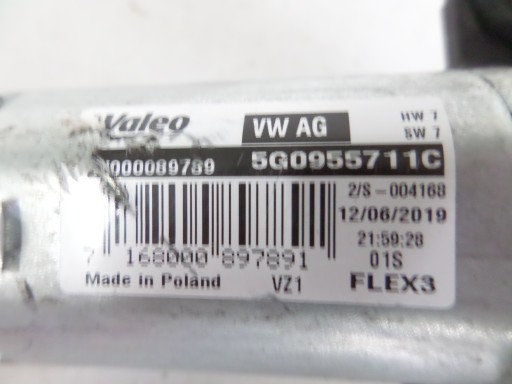 Valeo VW AG HW 7
SW 7
000089789 5G0955711C
2/S-004168
12/06/2019
21:59:28
7 168000 897891 01S
Made in Poland VZ1 FLEX3